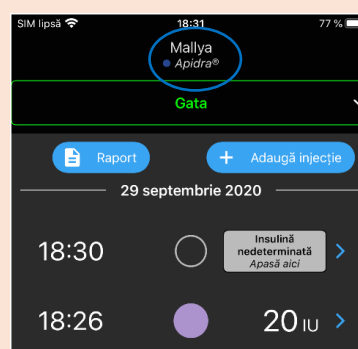 SIM lipsă 18:31 77 %
Mallya
Apidra®
Gata
Raport Adaugă injecție
29 septembrie 2020
18:30 Insulină nedeterminată Apasă aici
18:26 20 IU